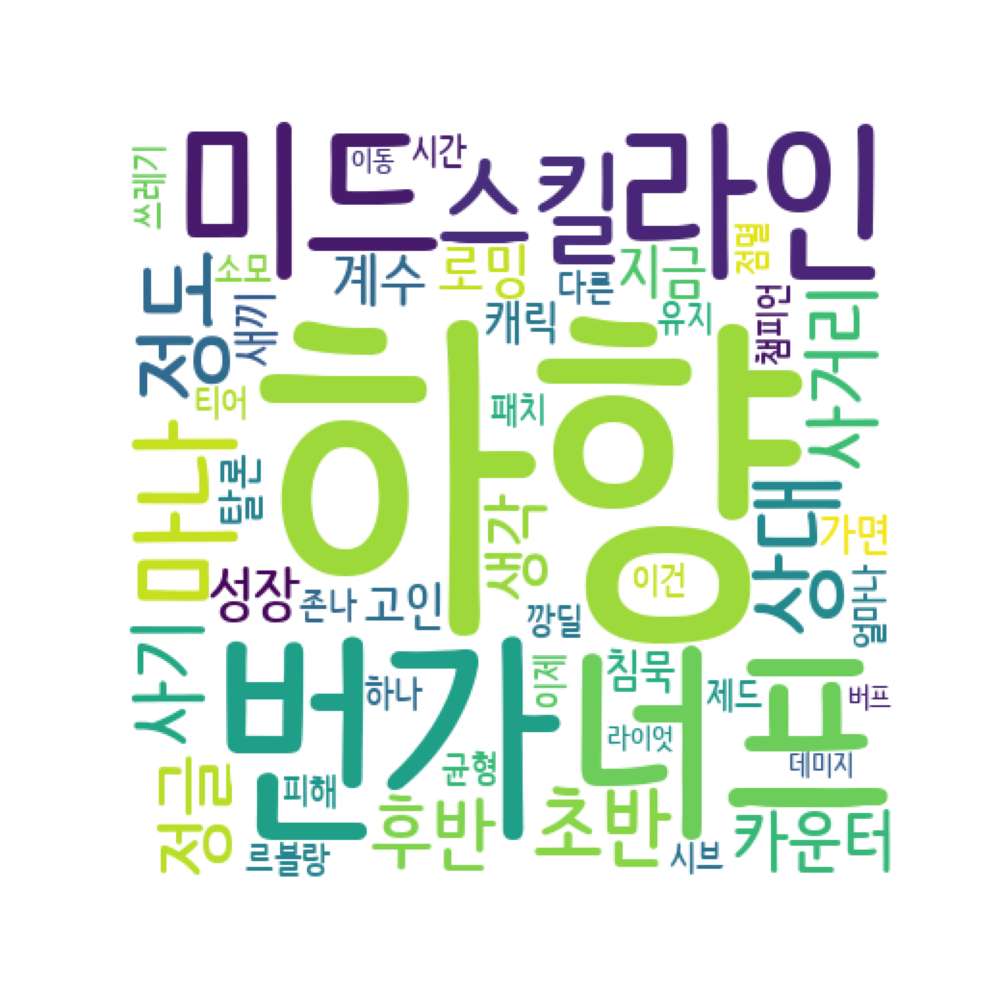 미드
스킬
라인
이동
시간
쓰레기
소모
새끼
정도
계수
로밍
다른
지금
캐릭
유지
점멸
챔피언
사거리
하향
티어
패치
마나
탈론
생각
상대
가면
얼마나
성장
존나
고인
깡딜
이건
사기
번가
하나
이제
침묵
라이엇
너프
제드
버프
데미지
정글
피해
르블랑
균형
후반
초반
시브
카운터